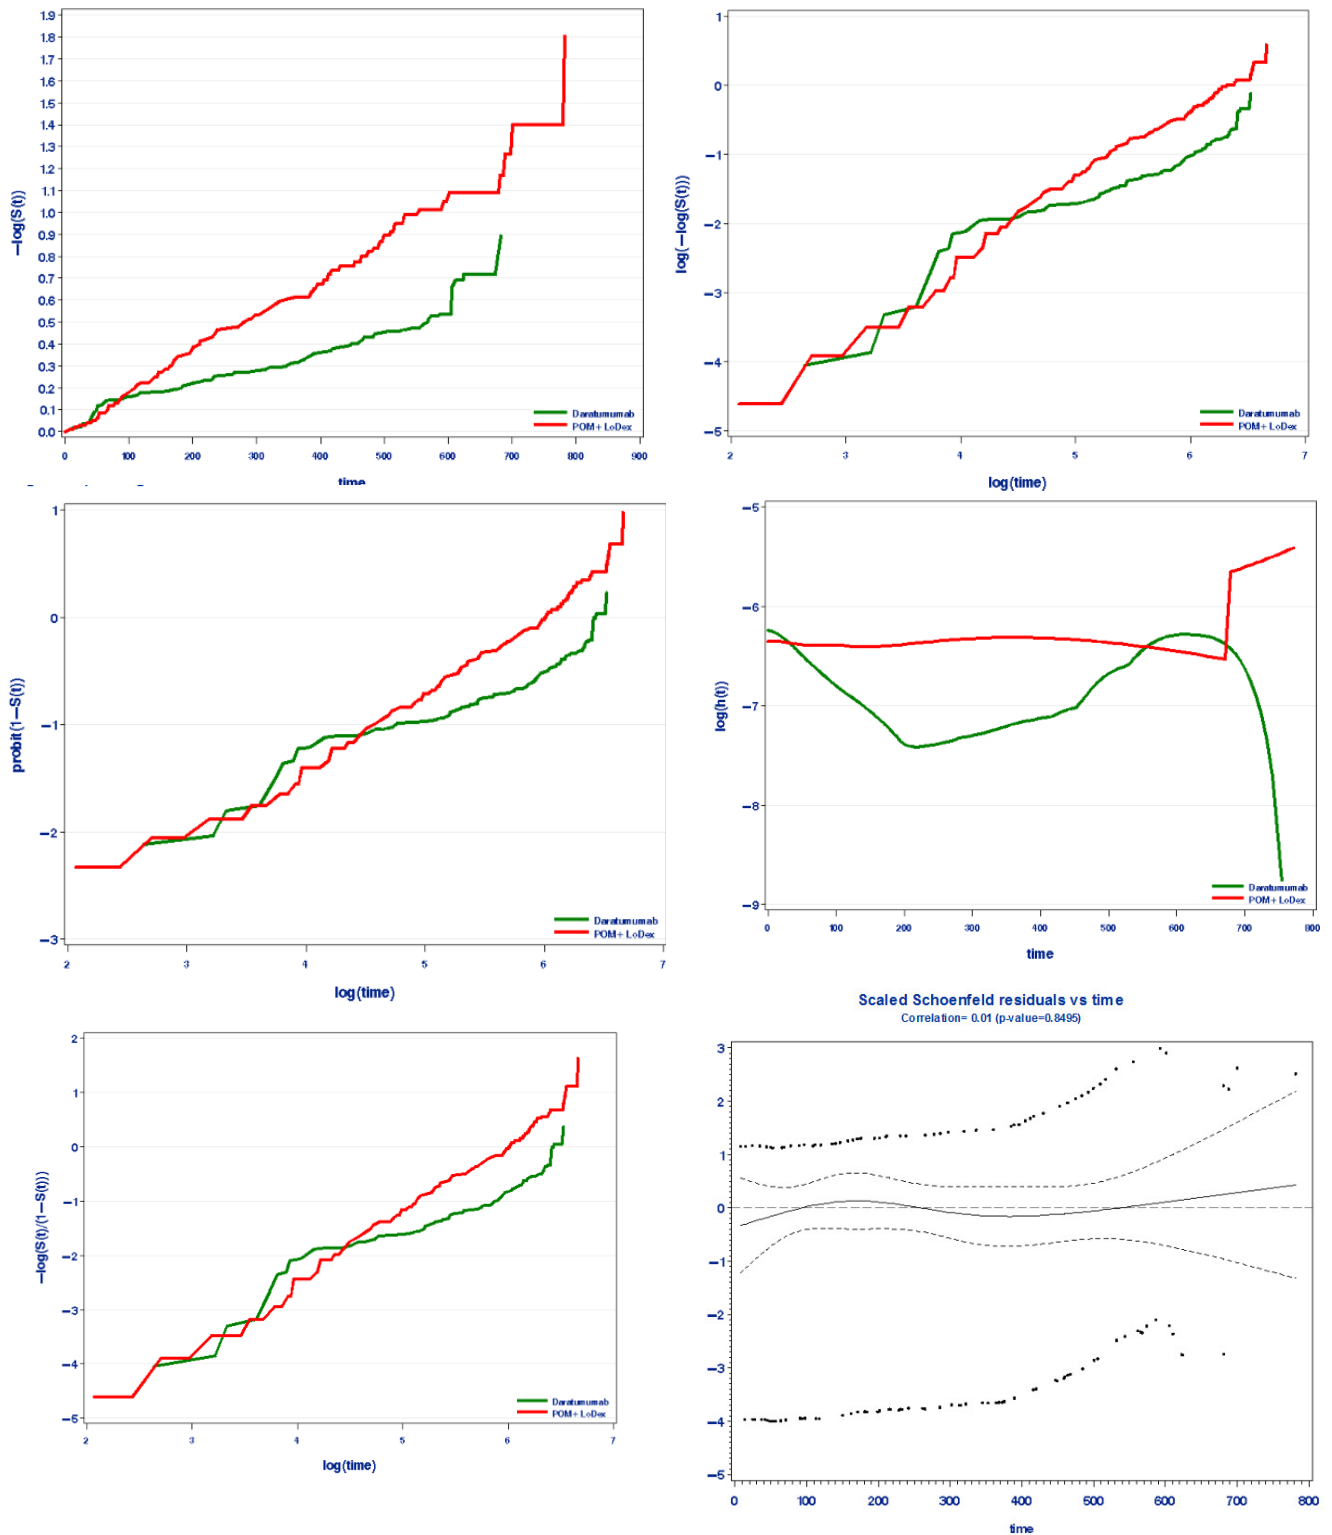 1.9
1.8
1.7
1.6
1.5
1.4
1.3
1.2
1.1
1.0
0.9
0.8
0.7
0.6
0.5
0.4
0.3
0.2
0.1
0.0
−log(S(t))
Daratumumab
POM+ LoDex
0 100 200 300 400 500 600 700 800 900
time
1
0
−1
−2
−3
−4
−5
log(−log(S(t)))
Daratumumab
POM+ LoDex
2 3 4 5 6 7
log(time)
1
0
−1
−2
−3
probit(1−S(t))
Daratumumab
POM+ LoDex
2 3 4 5 6 7
log(time)
−5
−6
−7
−8
−9
log(h(t))
Daratumumab
POM+ LoDex
0 100 200 300 400 500 600 700 800
time
2
1
0
−1
−2
−3
−4
−5
−log(S(t)/(1−S(t)))
Daratumumab
POM+ LoDex
2 3 4 5 6 7
log(time)
Scaled Schoenfeld residuals vs time
Correlation= 0.01 (p-value=0.8495)
3
2
1
0
−1
−2
−3
−4
−5
0 100 200 300 400 500 600 700 800
time